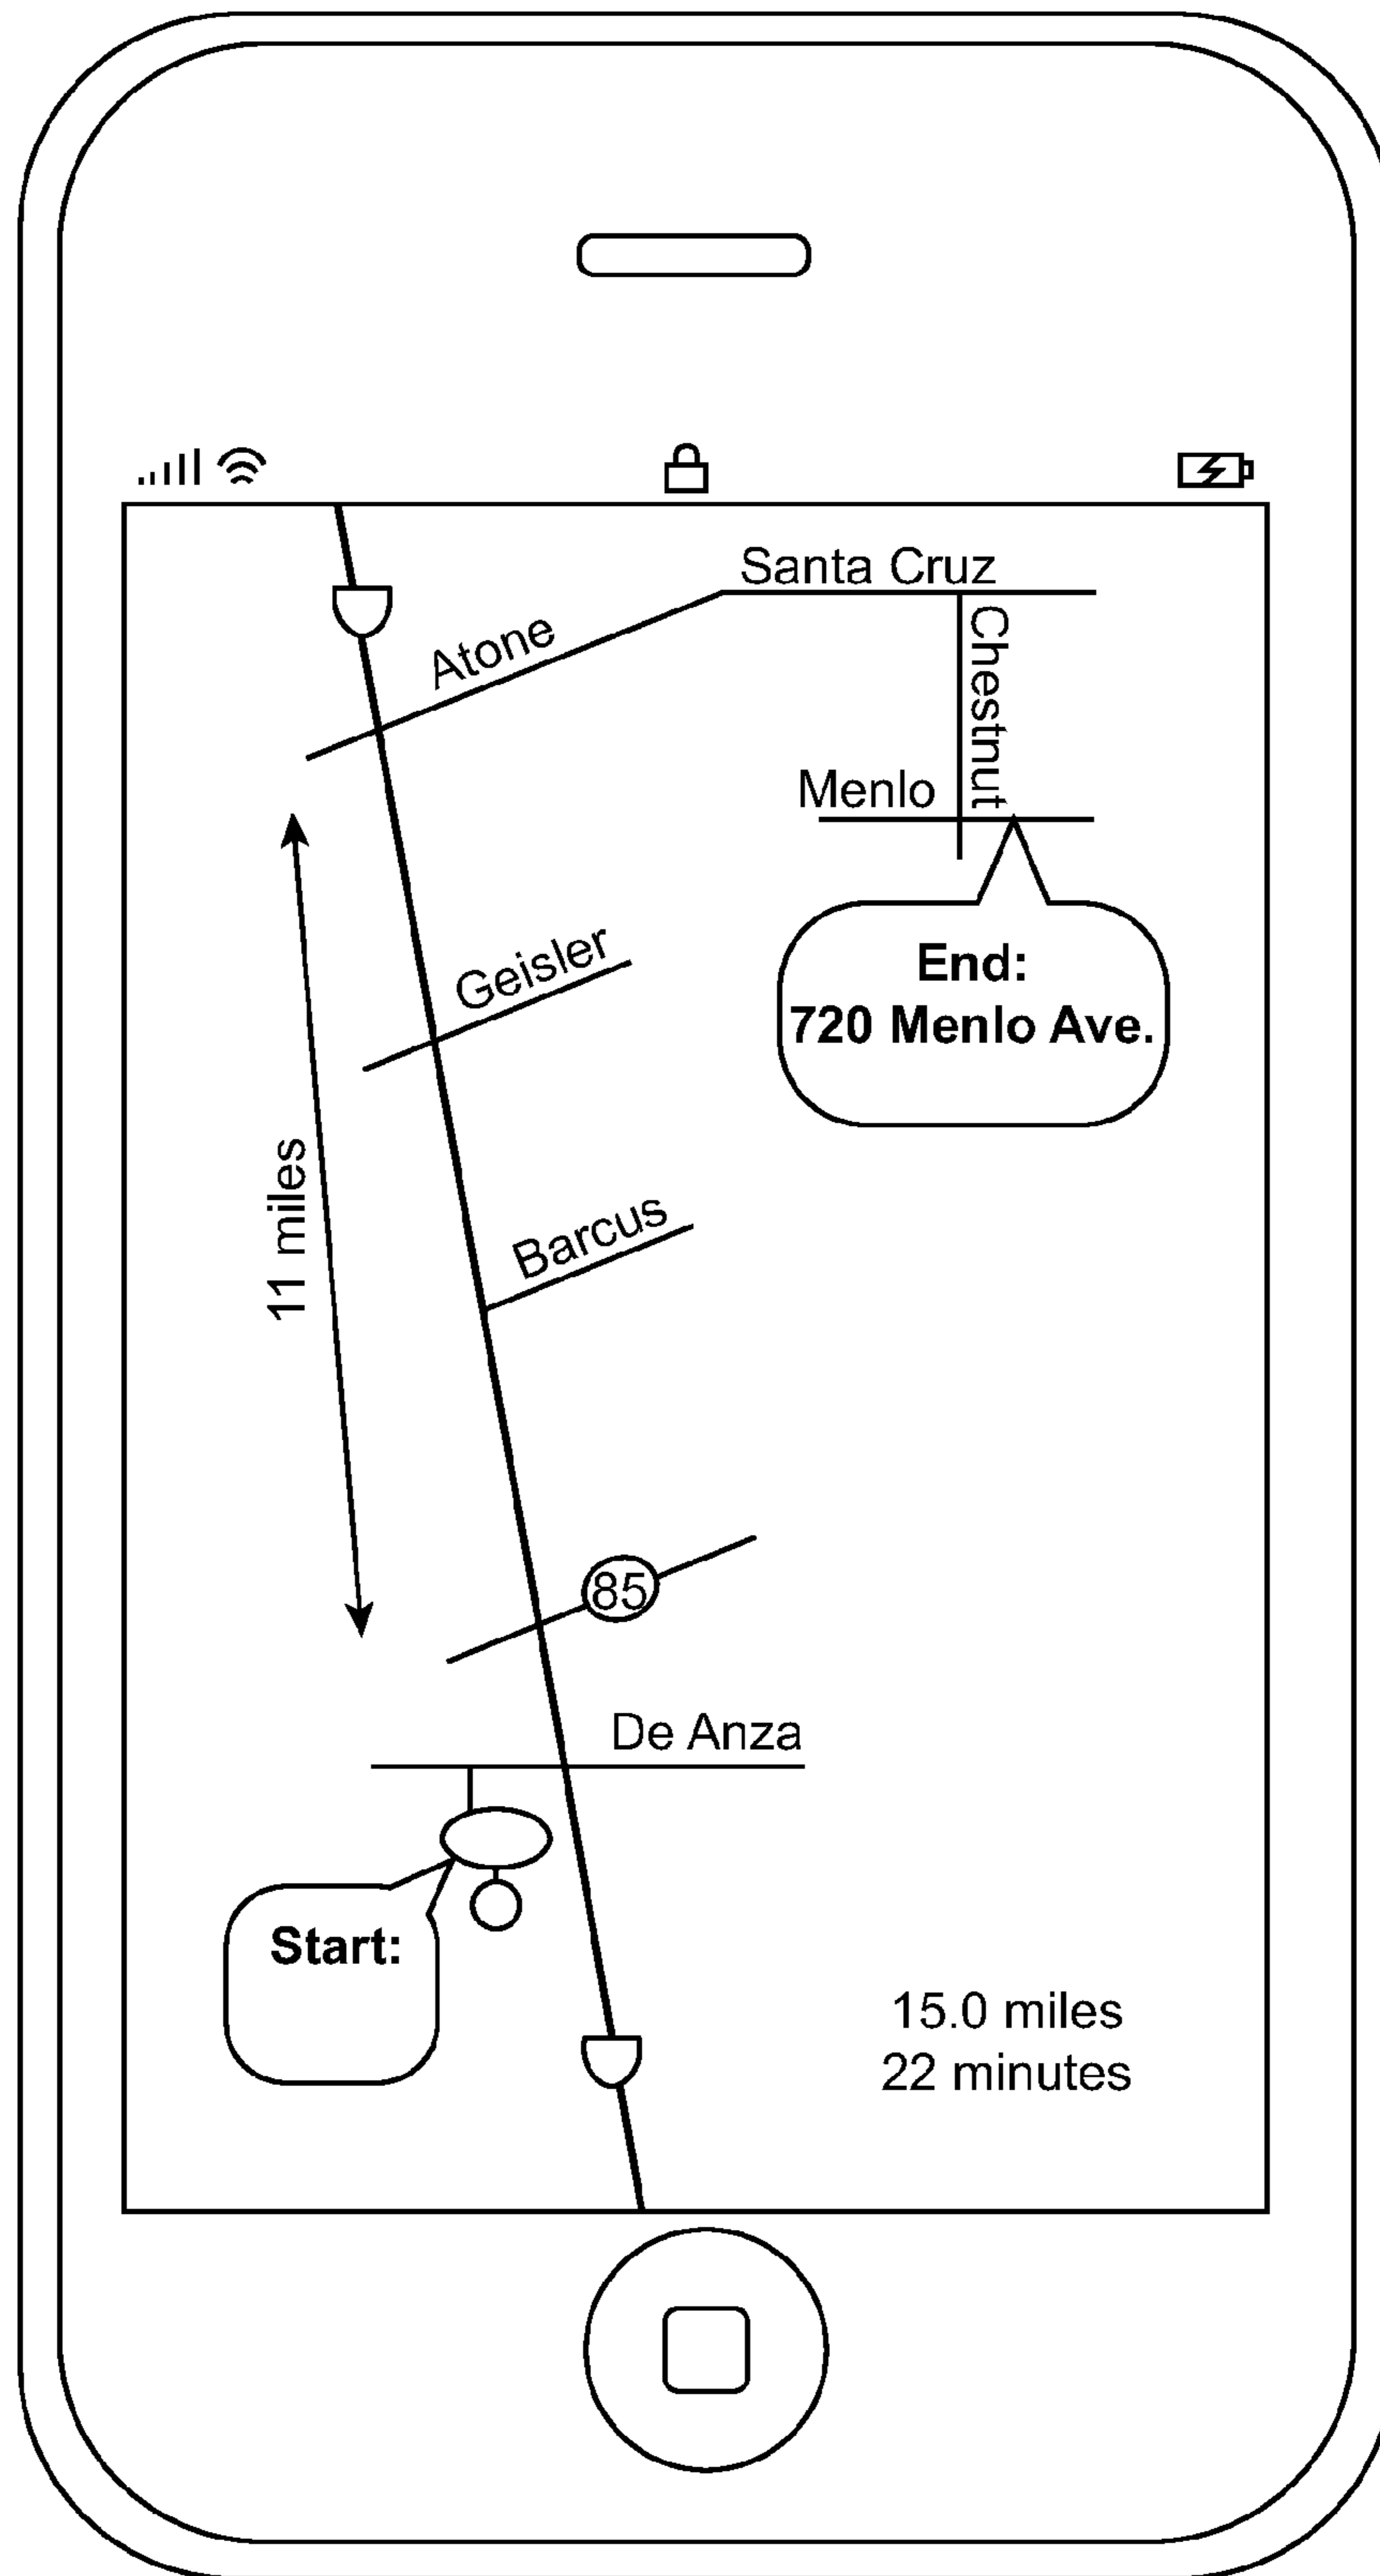 Santa Cruz
Atone
Chestnut
Menlo
End:
720 Menlo Ave.
Geisler
11 miles
Barcus
85
De Anza
Start:
15.0 miles
22 minutes